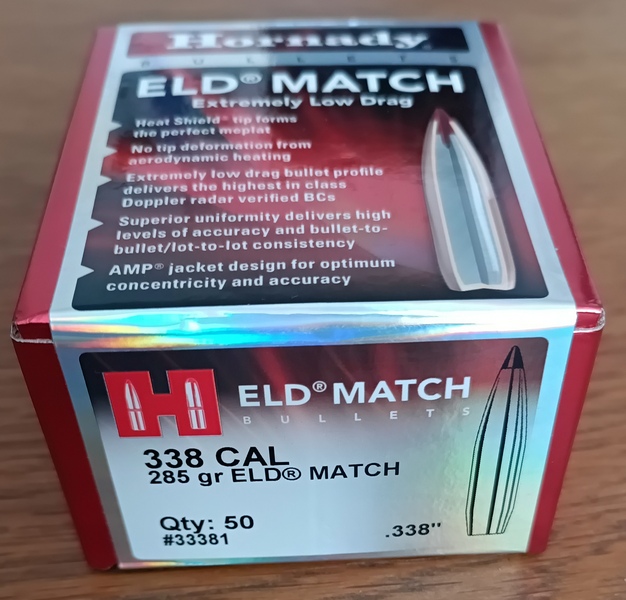 Hornady
BULLETS
ELD® MATCH
Extremely Low Drag
Heat Shield® tip forms
the perfect meplat
No tip deformation from
aerodynamic heating
Extremely low drag bullet profile
delivers the highest in class
Doppler radar verified BCs
Superior uniformity delivers high
levels of accuracy and bullet-to-
bullet/lot-to-lot consistency
AMP® jacket design for optimum
concentricity and accuracy
H
ELD® MATCH
BULLETS
338 CAL
285 gr ELD® MATCH
Qty: 50
#33381
.338"